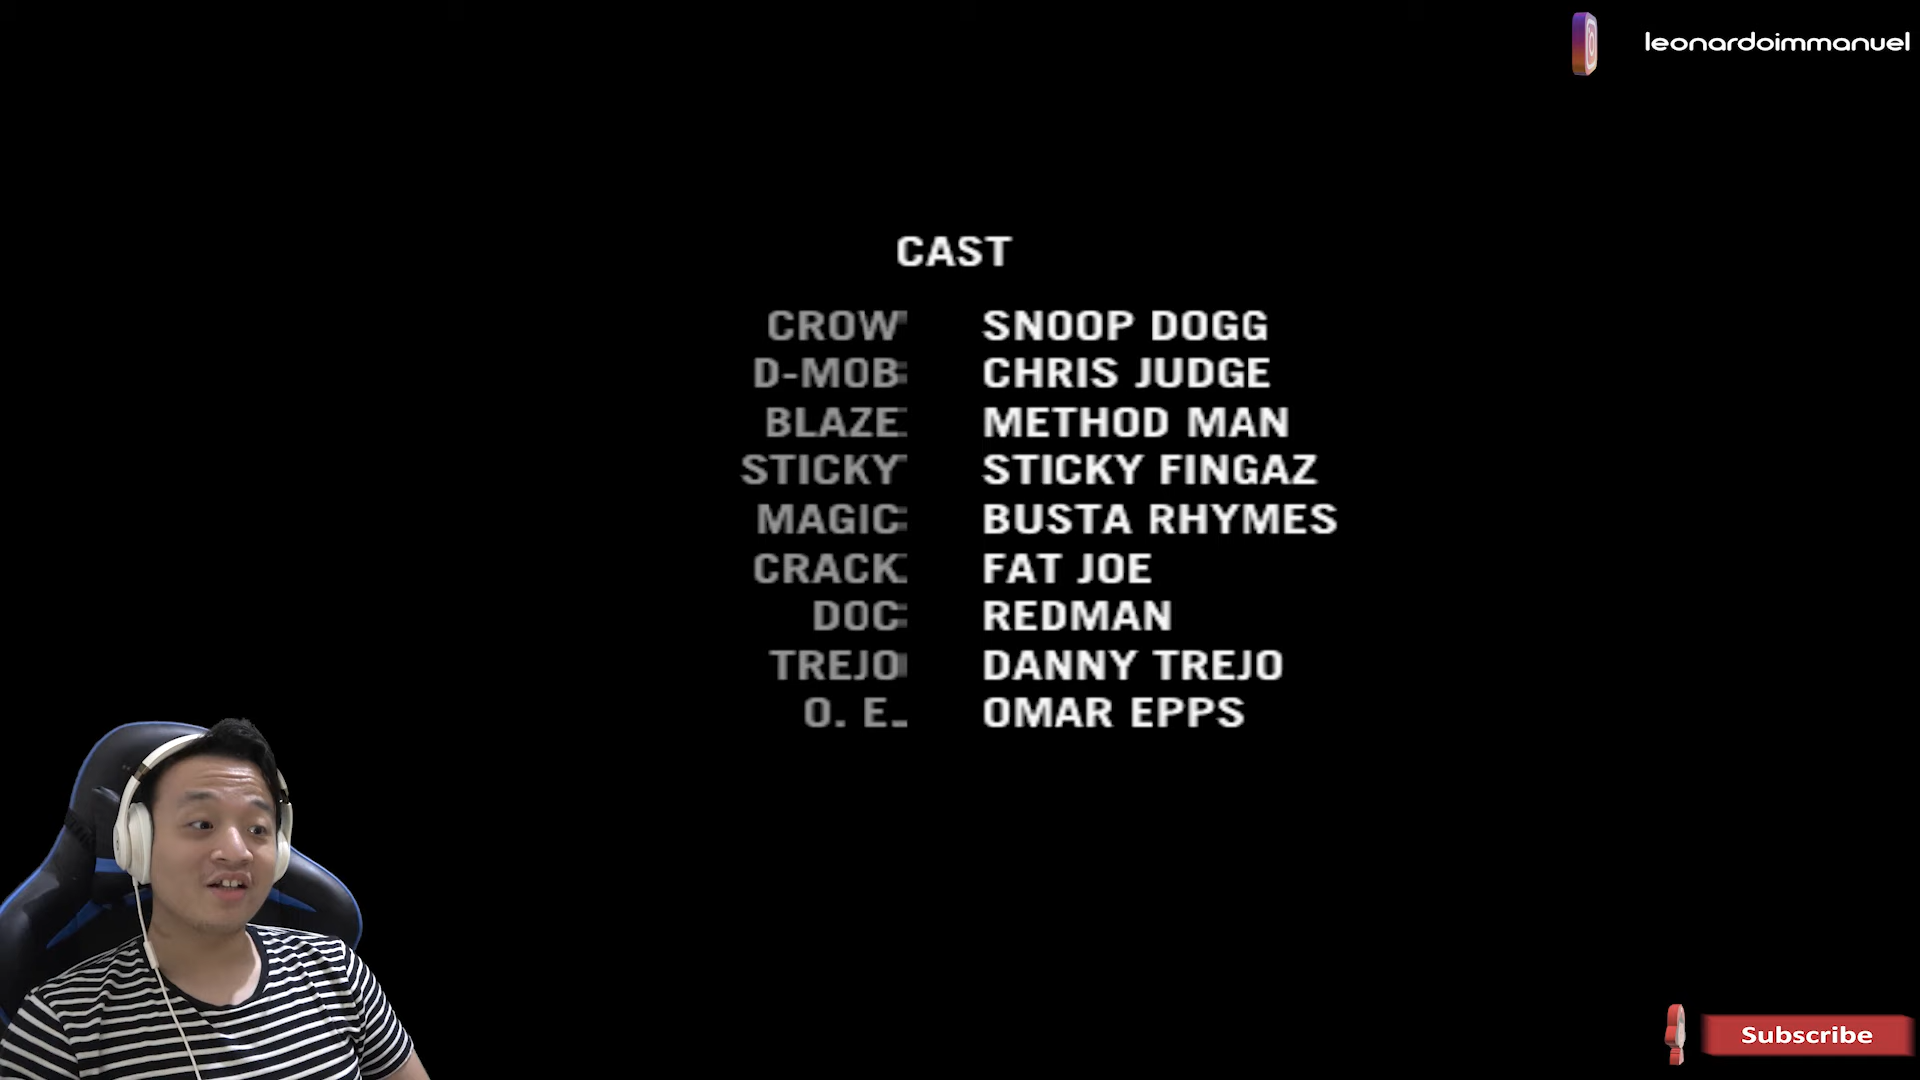 leonardoimmanuel
CAST
CROW SNOOP DOGG
D-MOB CHRIS JUDGE
BLAZE METHOD MAN
STICKY STICKY FINGAZ
MAGIC BUSTA RHYMES
CRACK FAT JOE
DOC REDMAN
TREJO DANNY TREJO
O. E. OMAR EPPS
Subscribe